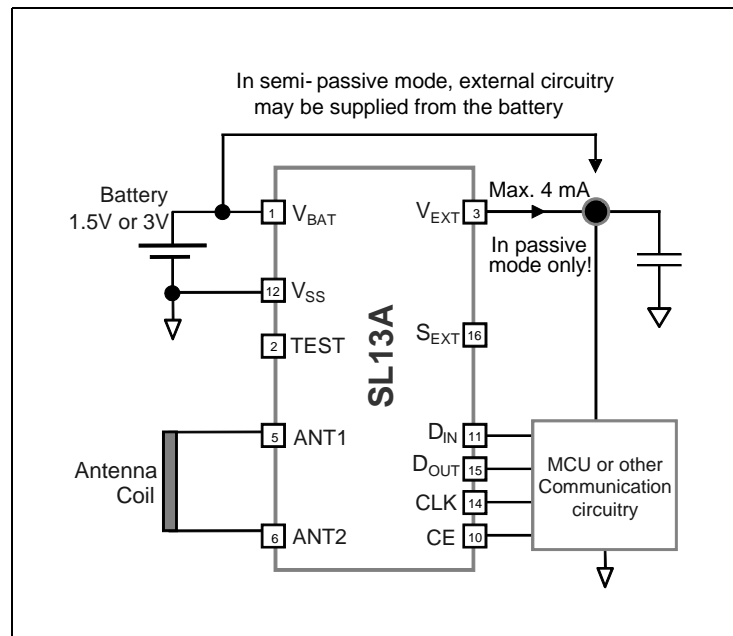 In semi- passive mode, external circuitry
may be supplied from the battery
Battery
1.5V or 3V
1
VBAT
VEXT
3
Max. 4 mA
In passive
mode only!
12
VSS
2
TEST
SL13A
SEXT
16
Antenna
Coil
5
ANT1
6
ANT2
DIN
11
DOUT
15
CLK
14
CE
10
MCU or other
Communication
circuitry